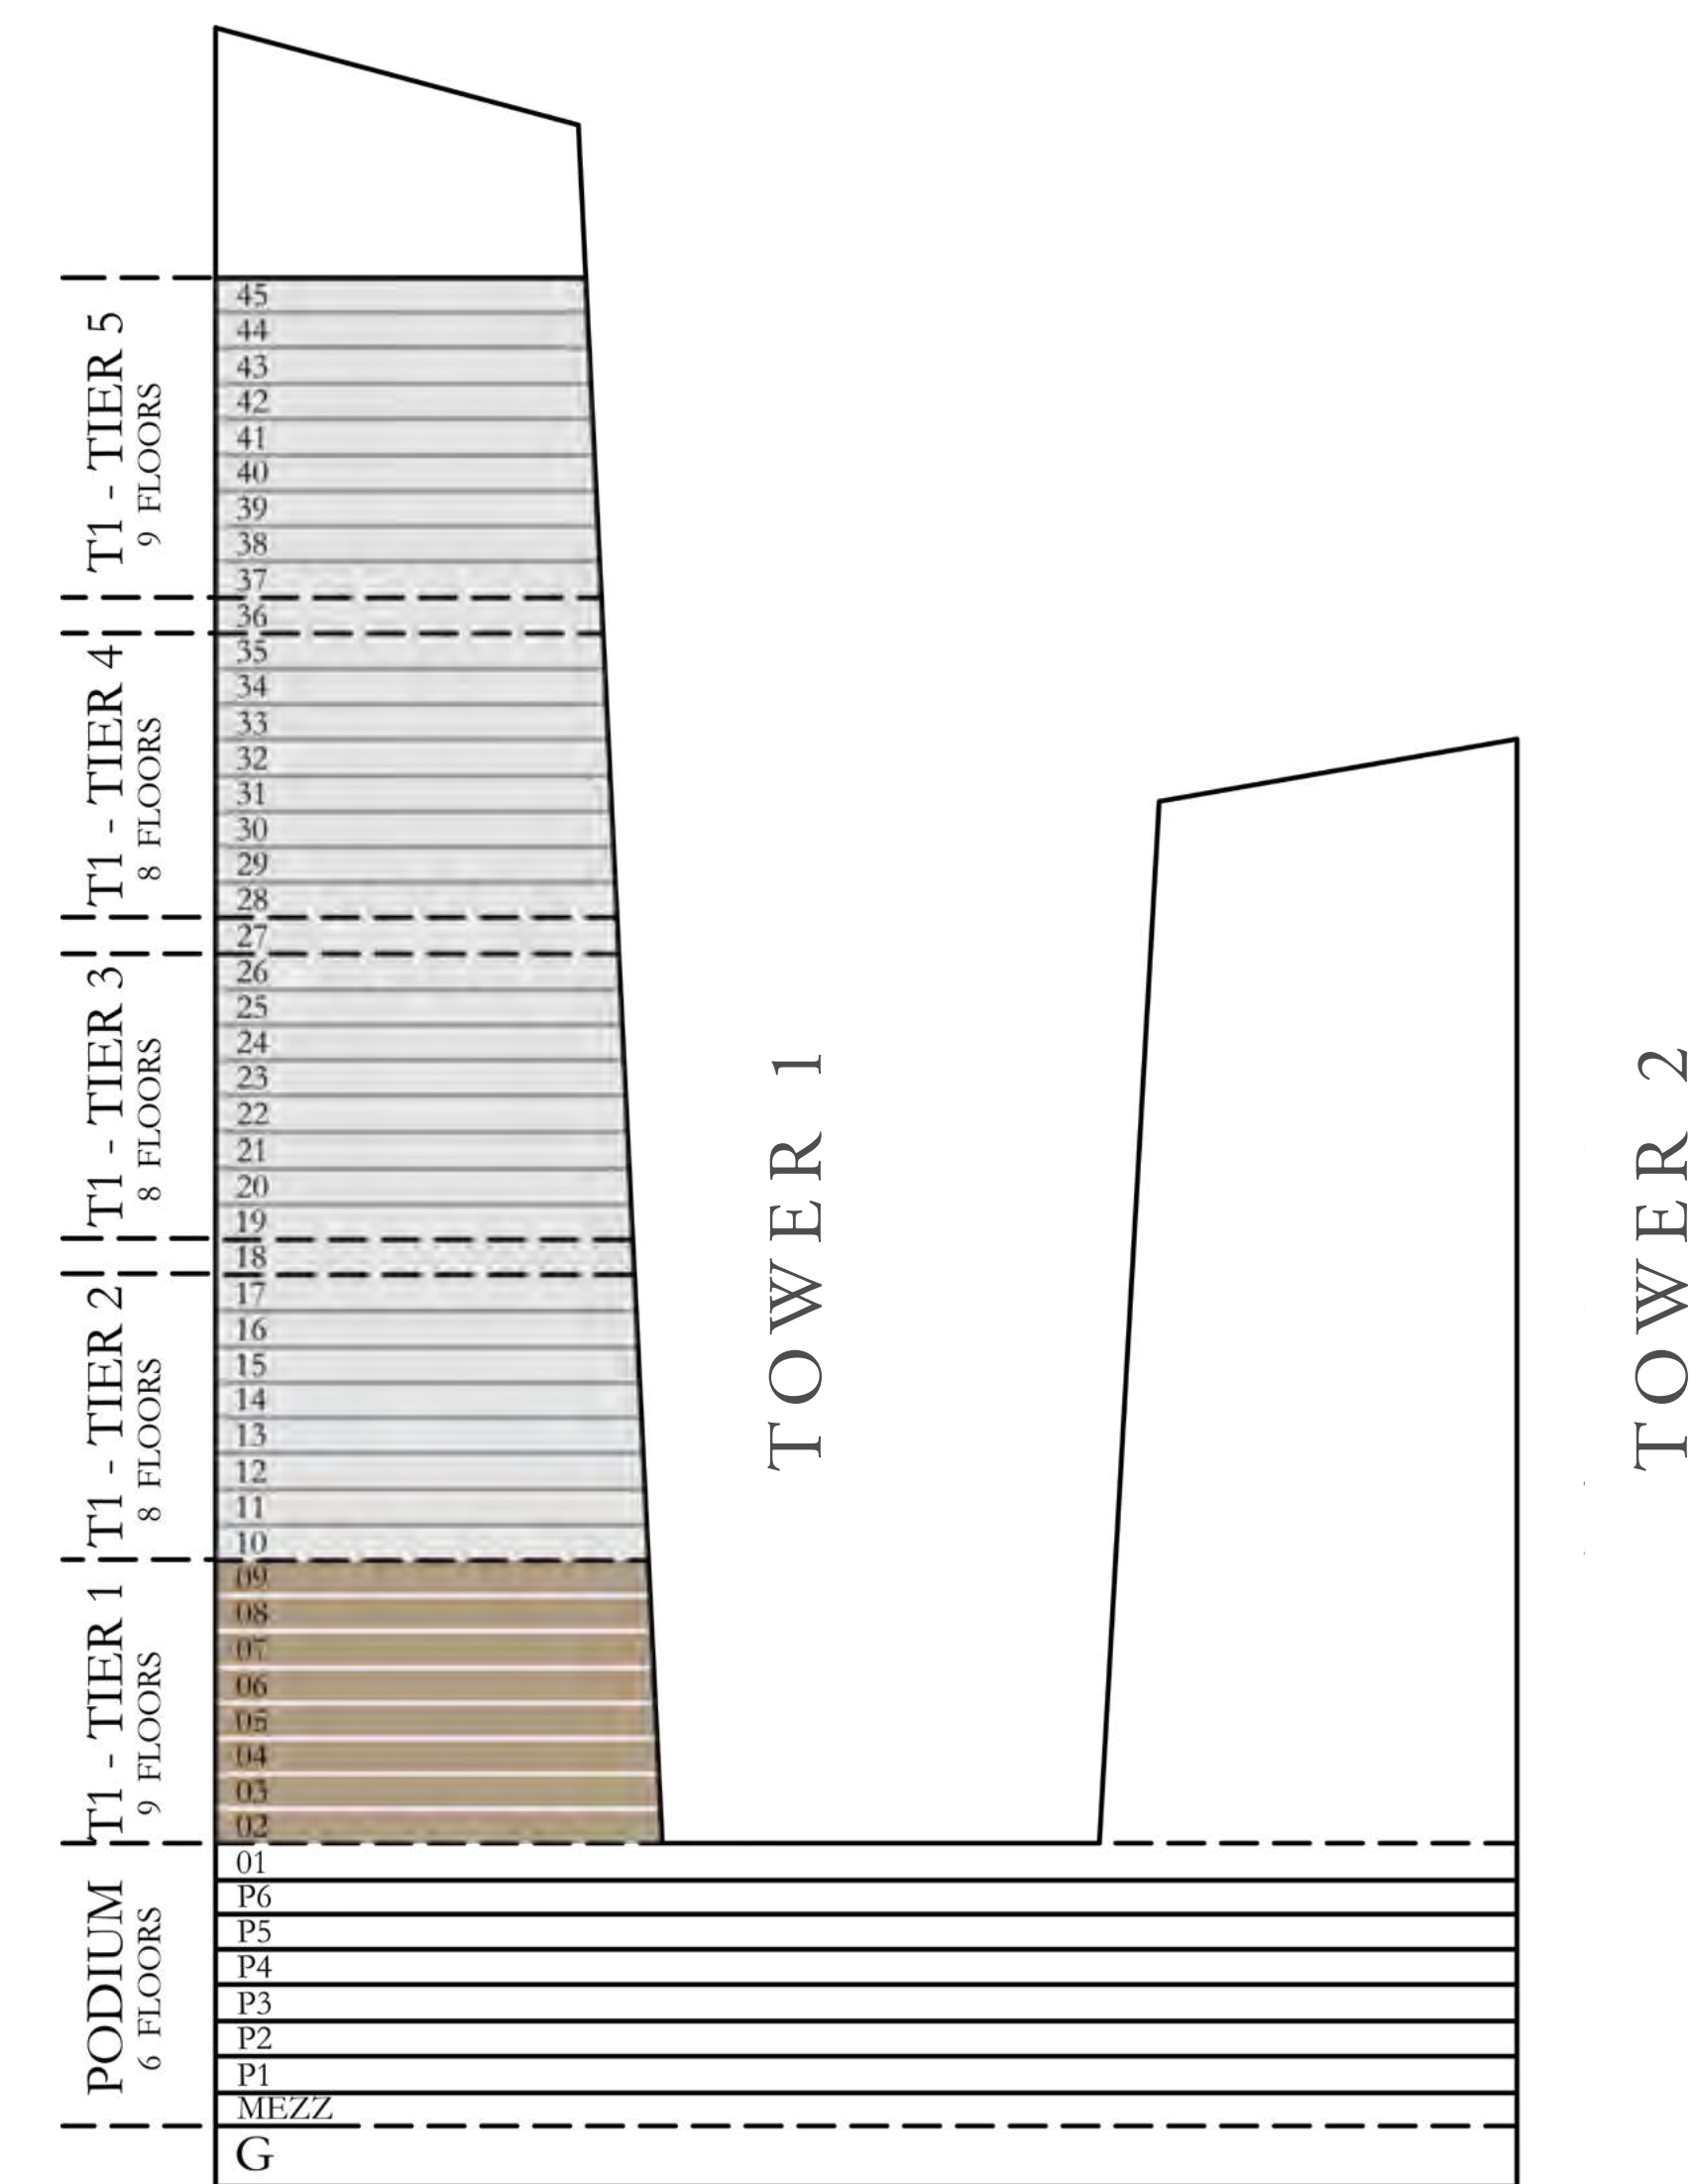 45
44
43
42
41
40
39
38
37
36
35
34
33
32
31
30
29
28
27
26
25
24
23
22
21
20
19
18
17
16
15
14
13
12
11
10
09
08
07
06
05
04
03
02
01
P6
P5
P4
P3
P2
P1
MEZZ
G
T1 - TIER 5
9 FLOORS
T1 - TIER 4
8 FLOORS
T1 - TIER 3
8 FLOORS
T1 - TIER 2
8 FLOORS
T1 - TIER 1
9 FLOORS
PODIUM
6 FLOORS
TOWER 1
TOWER 2